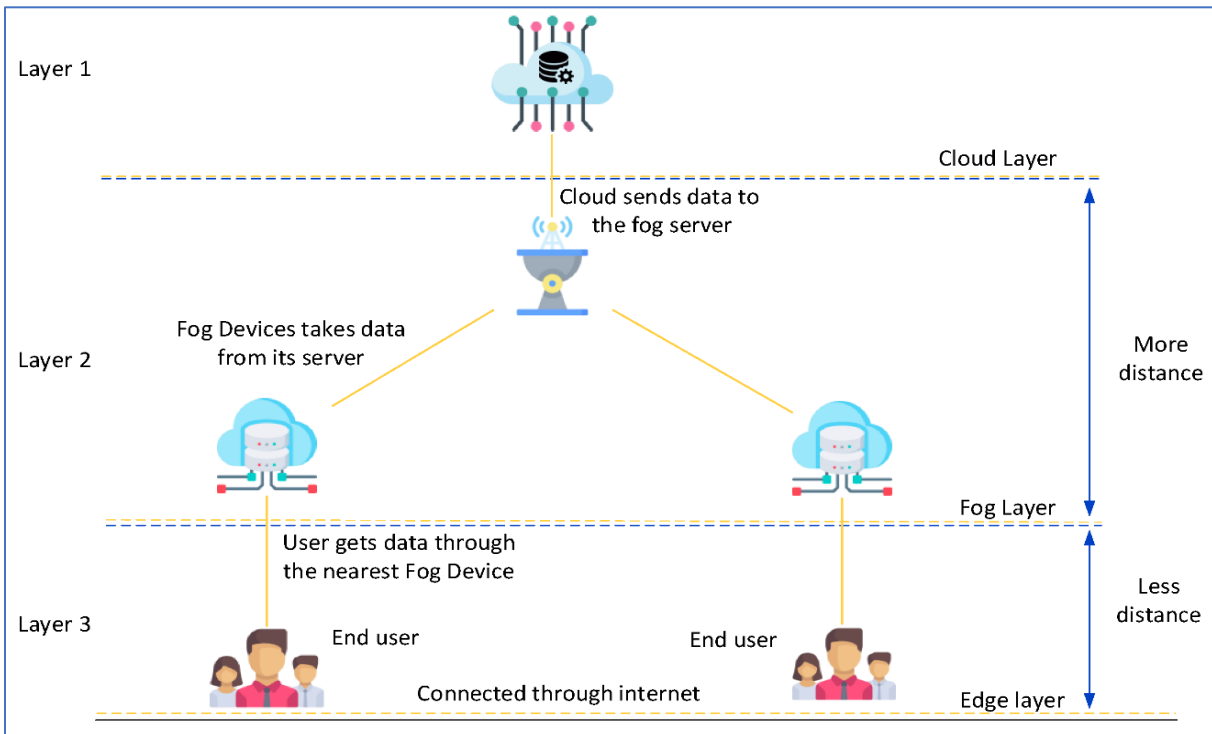 Layer 1
Cloud Layer
Cloud sends data to
the fog server
Fog Devices takes data
from its server
Layer 2
More
distance
Fog Layer
User gets data through
the nearest Fog Device
Less
distance
Layer 3
End user
End user
Connected through internet
Edge layer